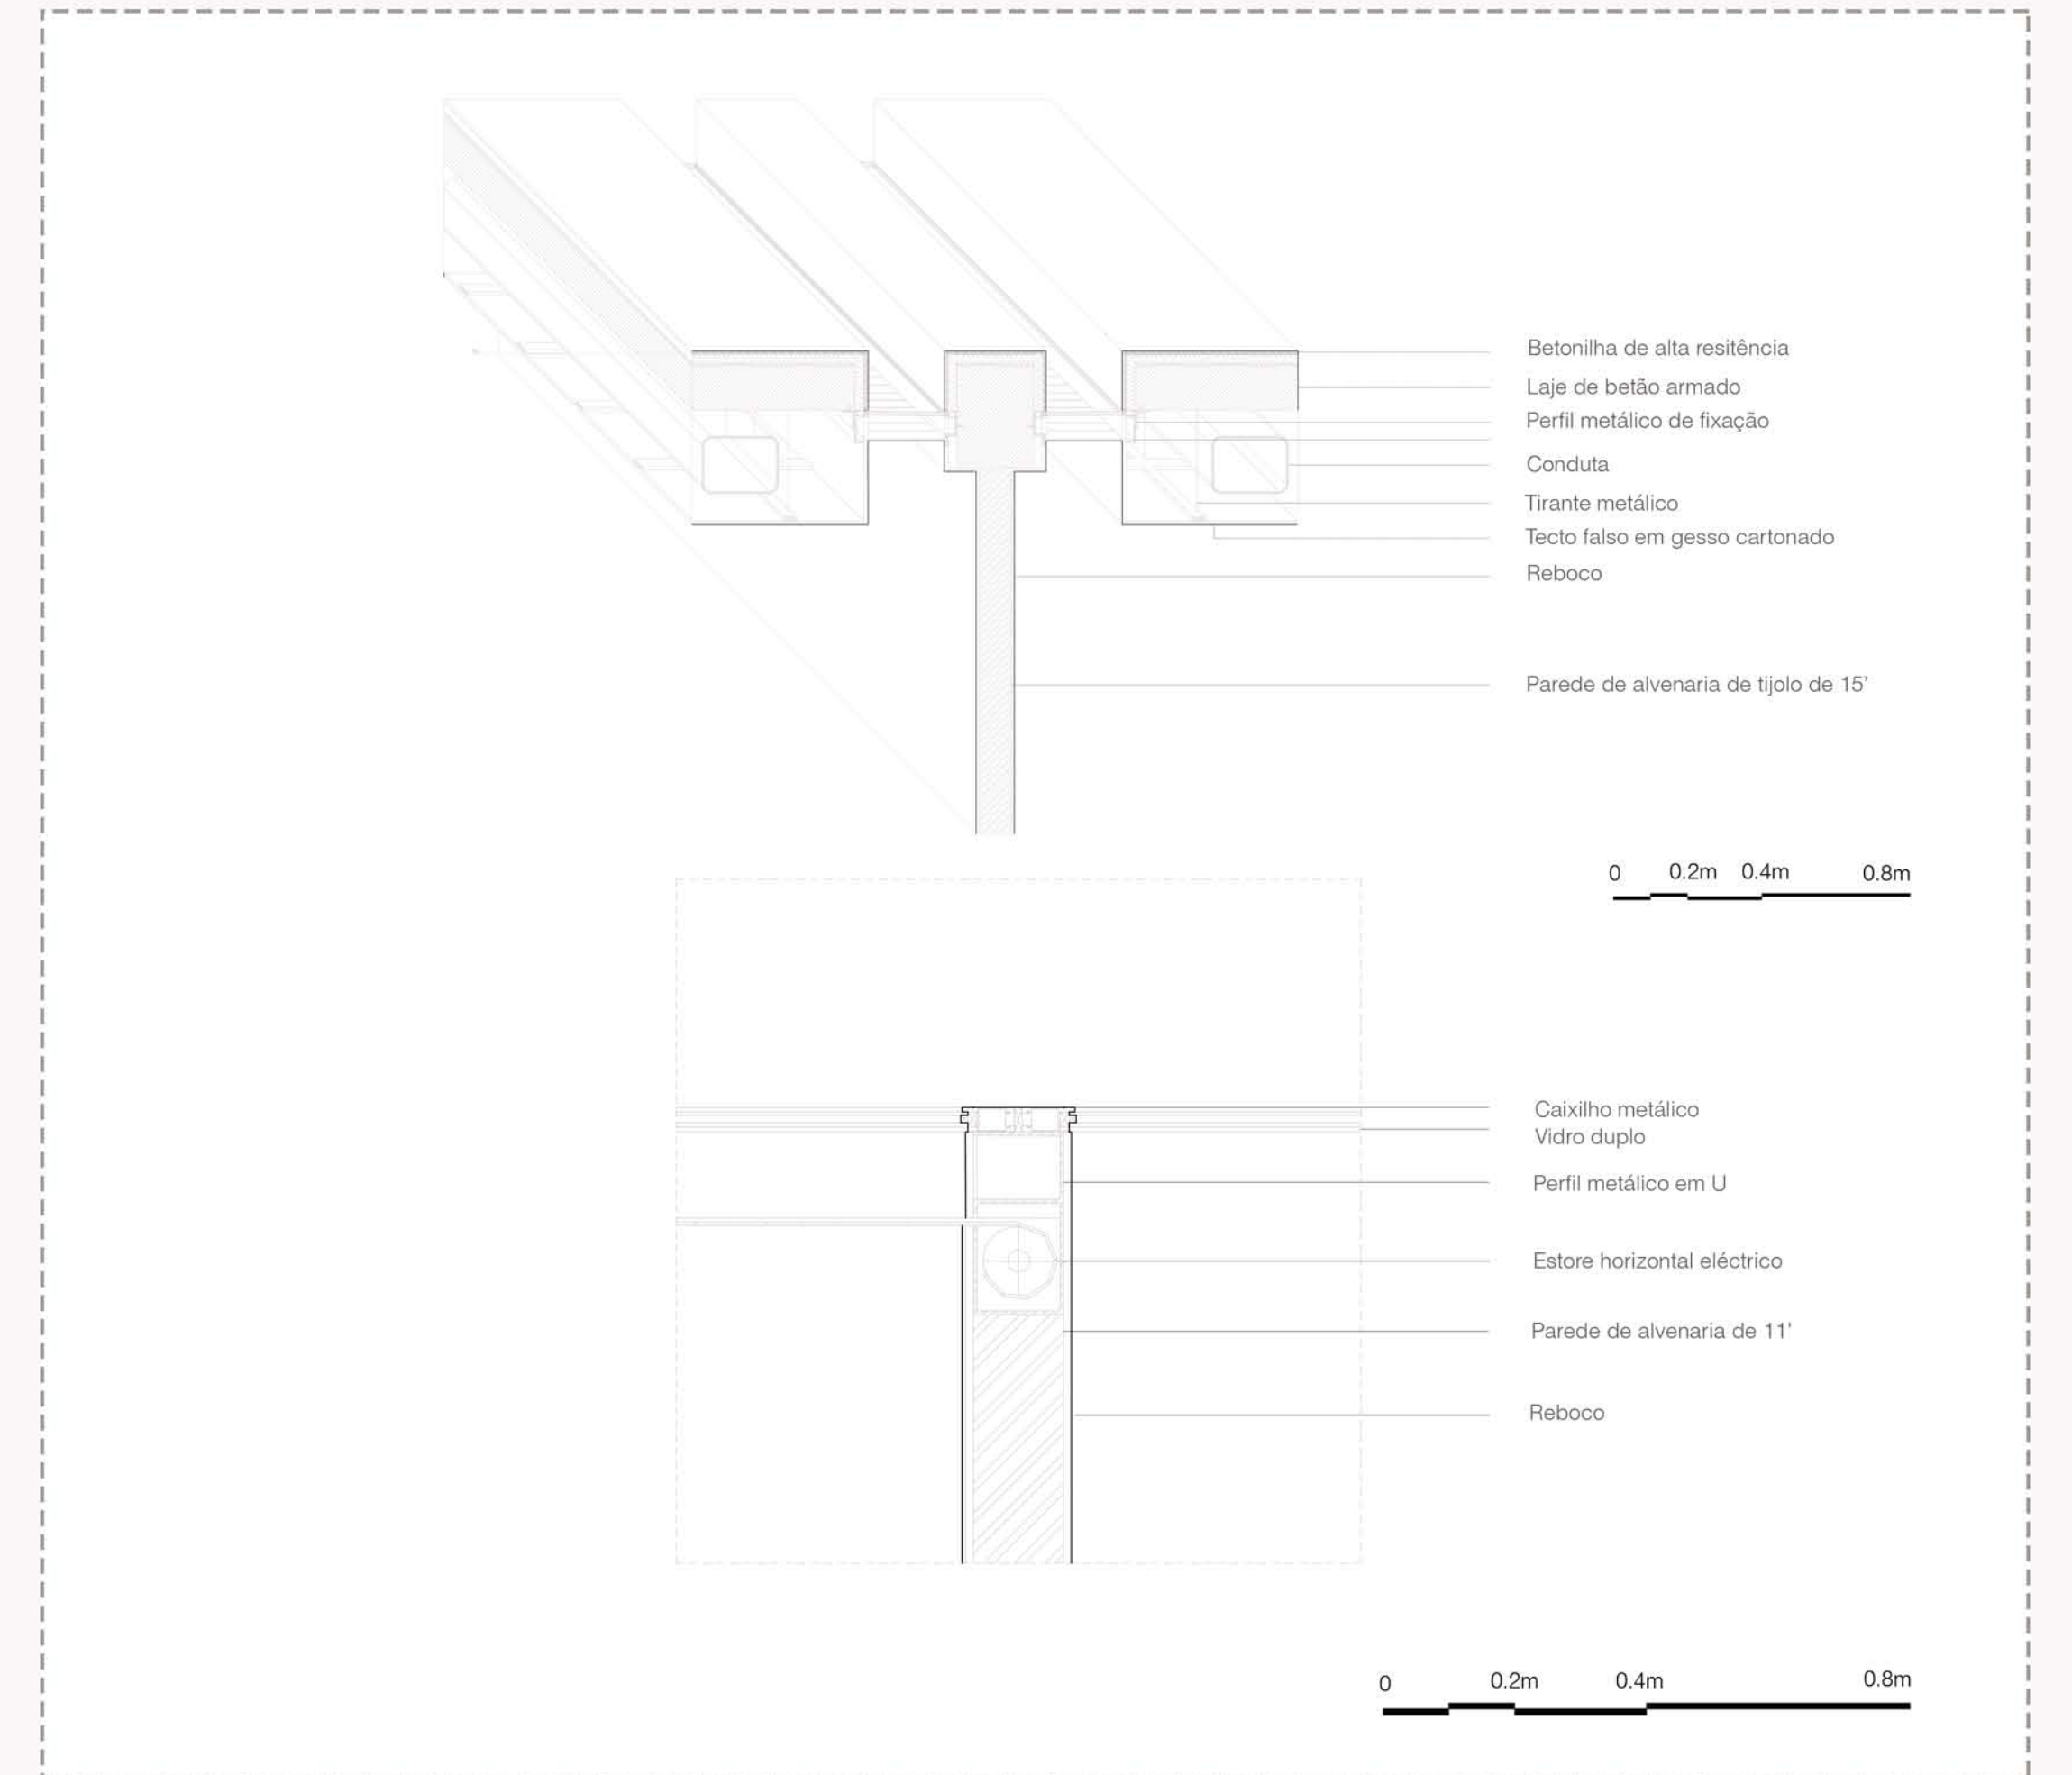 Betonilha de alta resitência
Laje de betão armado
Perfil metálico de fixação
Conduta
Tirante metálico
Tecto falso em gesso cartonado
Reboco
Parede de alvenaria de tijolo de 15’
0 0.2m 0.4m 0.8m
Caixilho metálico
Vidro duplo
Perfil metálico em U
Estore horizontal eléctrico
Parede de alvenaria de 11'
Reboco
0 0.2m 0.4m 0.8m